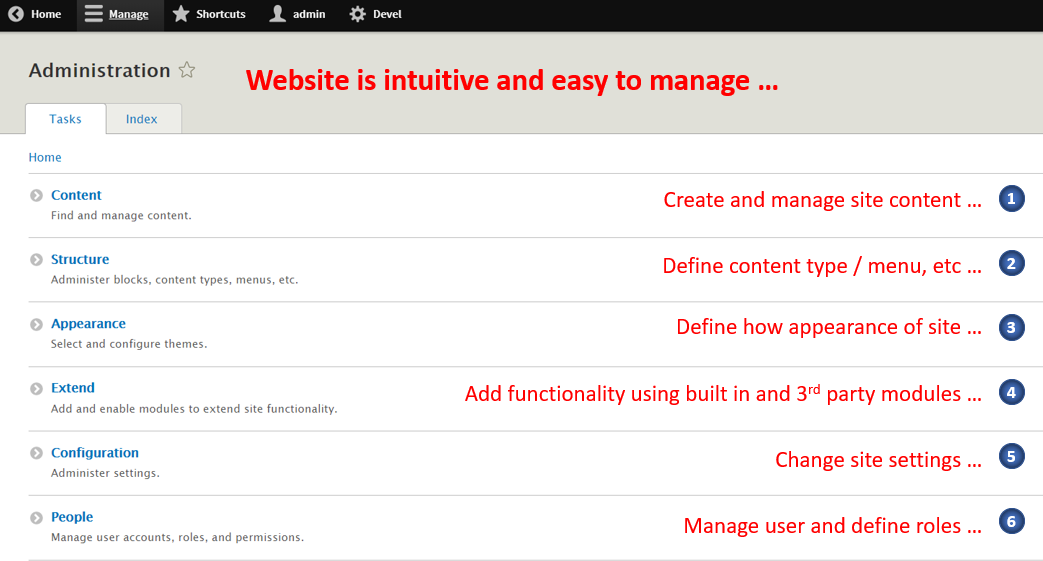 Home Manage Shortcuts admin Devel
Administration
Website is intuitive and easy to manage ...
Tasks Index
Home
Content
Find and manage content.
Create and manage site content ... 1
Structure
Administer blocks, content types, menus, etc.
Define content type / menu, etc ... 2
Appearance
Select and configure themes.
Define how appearance of site ... 3
Extend
Add and enable modules to extend site functionality.
Add functionality using built in and 3rd party modules ... 4
Configuration
Administer settings.
Change site settings ... 5
People
Manage user accounts, roles, and permissions.
Manage user and define roles ... 6